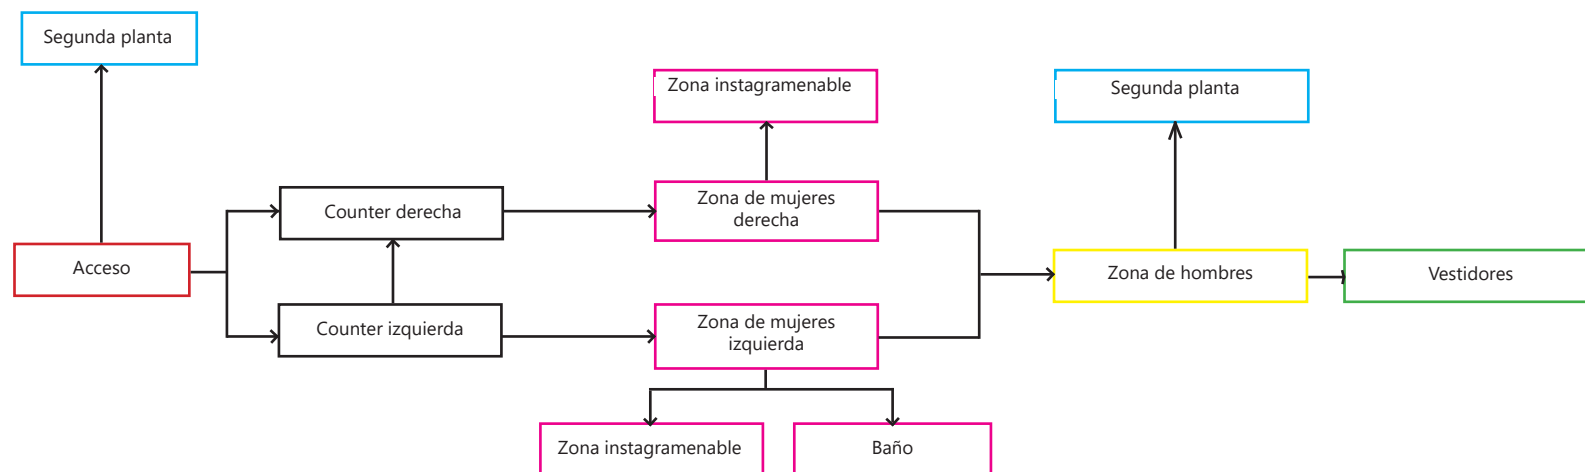 Segunda planta
Zona instagramenable
Segunda planta
Counter derecha
Zona de mujeres
derecha
Acceso
Zona de hombres
Vestidores
Counter izquierda
Zona de mujeres
izquierda
Zona instagramenable
Baño